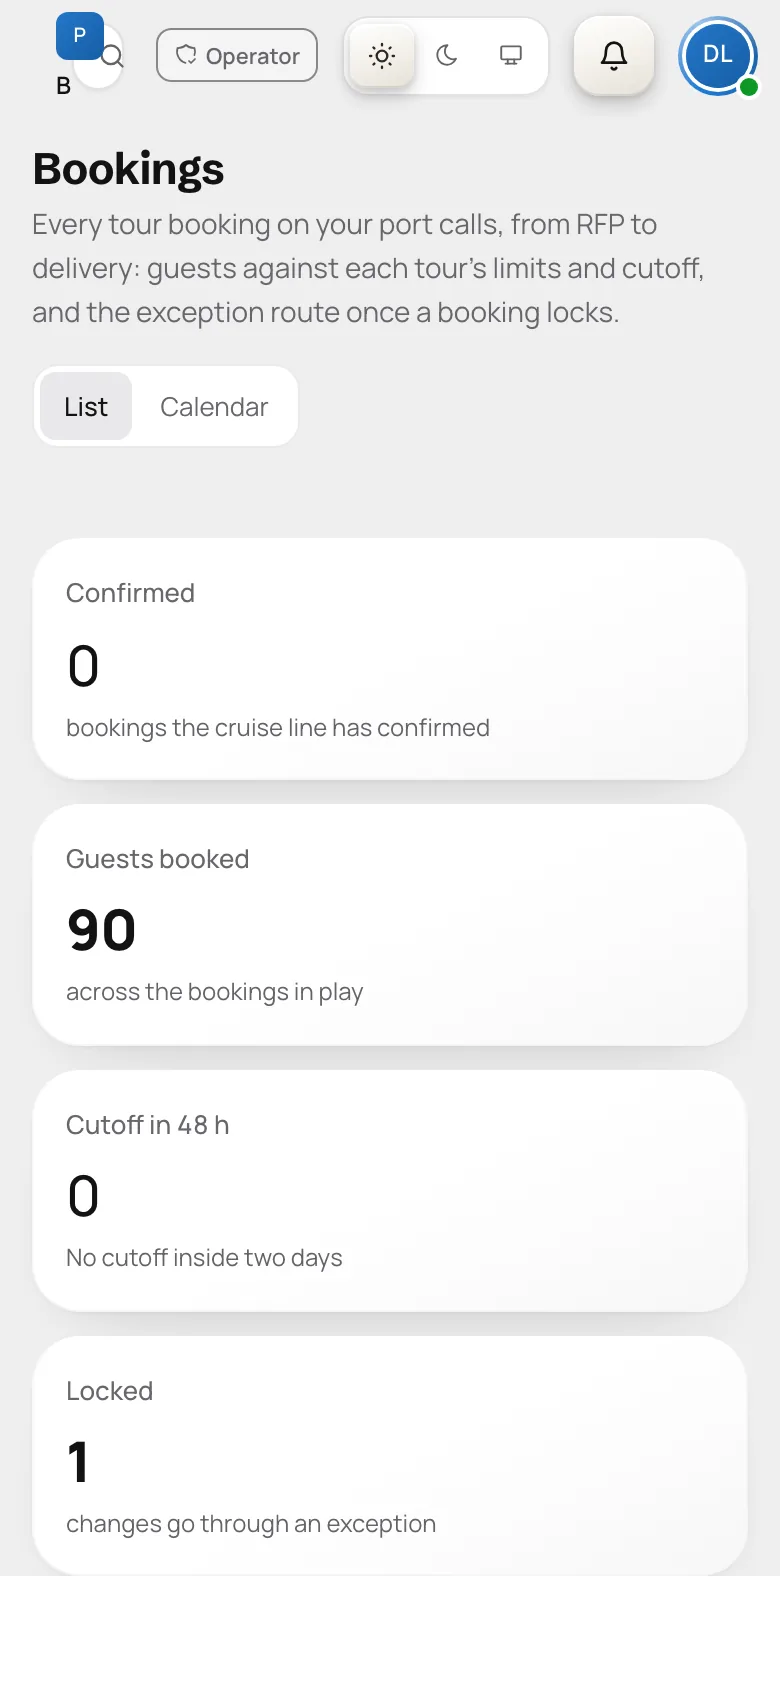 P
B
Operator
DL
Bookings
Every tour booking on your port calls, from RFP to
delivery: guests against each tour's limits and cutoff,
and the exception route once a booking locks.
List
Calendar
Confirmed
0
bookings the cruise line has confirmed
Guests booked
90
across the bookings in play
Cutoff in 48 h
0
No cutoff inside two days
Locked
1
changes go through an exception